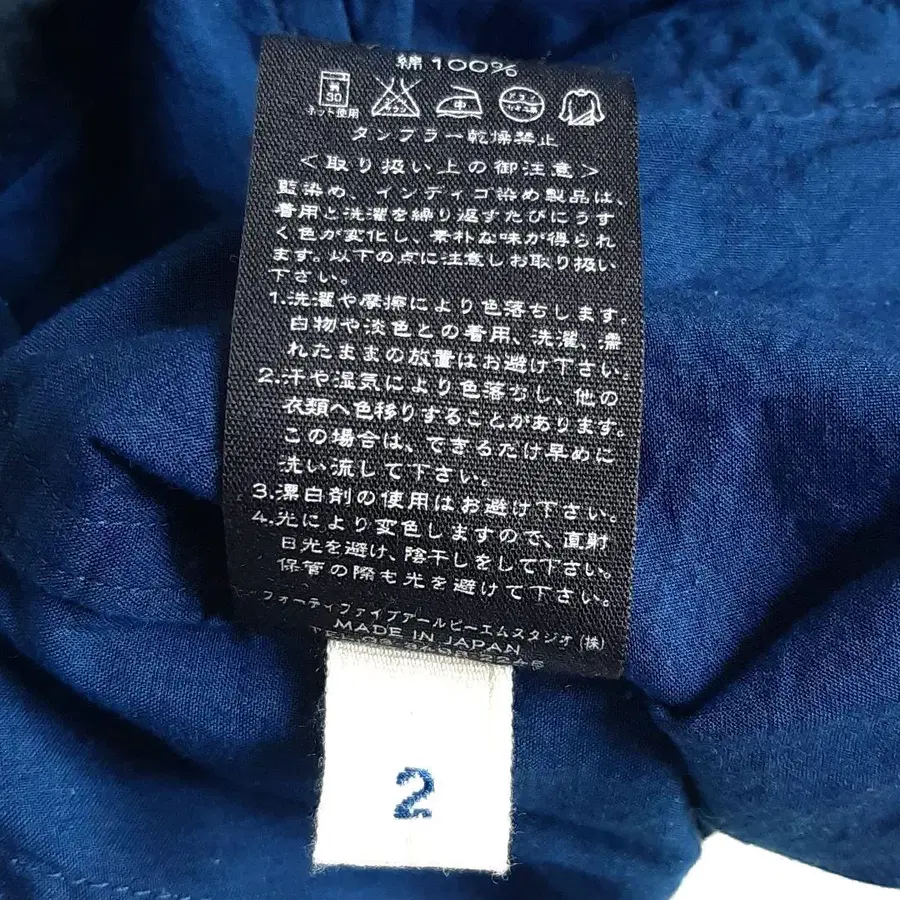 綿100%
弱
30
ネット使用
中
ドライ
タンブラー乾燥禁止
<取り扱い上の御注意>
藍染め、インディゴ染め製品は、
着用と洗濯を繰り返すたびにうす
く色が変化し、素朴な味が得られ
ます。以下の点に注意しお取り扱い
下さい。
1.洗濯や摩擦により色落ちします。
白物や淡色との着用、洗濯、濡
れたままの放置はお避け下さい。
2.汗や湿気により色落ちし、他の
衣類へ色移りすることがあります。
この場合は、できるだけ早めに
洗い流して下さい。
3.漂白剤の使用はお避け下さい。
4.光により変色しますので、直射
日光を避け、陰干しをして下さい。
保管の際も光を避けて下さい。
フォーティファイブアールピーエムスタジオ(株)
MADE IN JAPAN
2